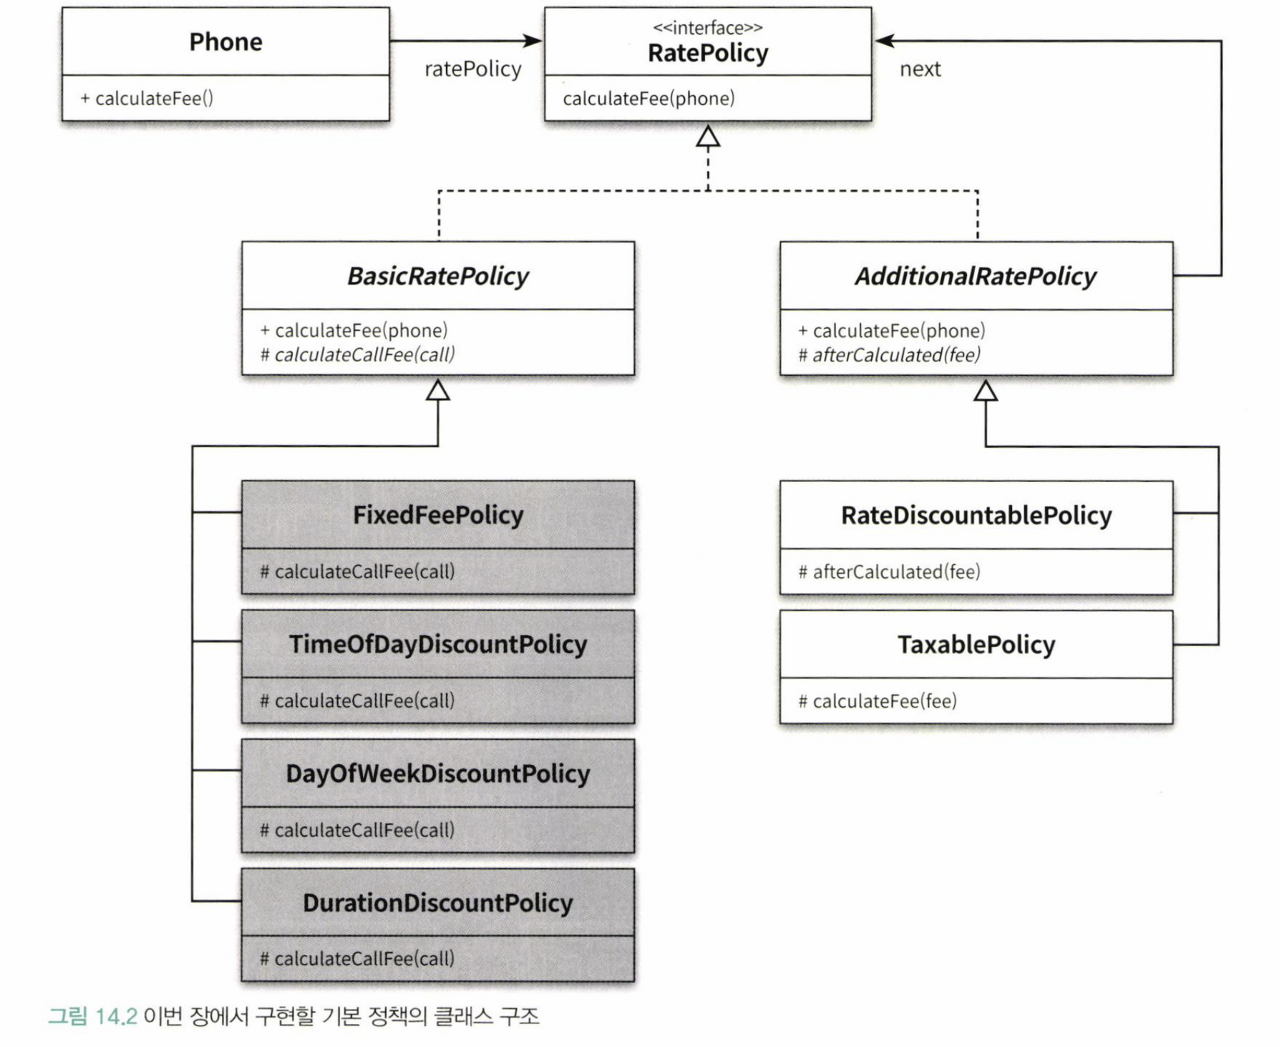 Phone
+ calculateFee()
ratePolicy
<<interface>>
RatePolicy
calculateFee(phone)
next
BasicRatePolicy
+ calculateFee(phone)
# calculateCallFee(call)
AdditionalRatePolicy
+ calculateFee(phone)
# afterCalculated(fee)
FixedFeePolicy
# calculateCallFee(call)
TimeOfDayDiscountPolicy
# calculateCallFee(call)
DayOfWeekDiscountPolicy
# calculateCallFee(call)
DurationDiscountPolicy
# calculateCallFee(call)
RateDiscountablePolicy
# afterCalculated(fee)
TaxablePolicy
# calculateFee(fee)
그림 14.2 이번 장에서 구현할 기본 정책의 클래스 구조